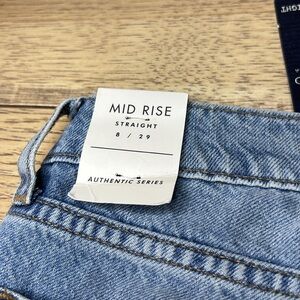 MID RISE
STRAIGHT
8 / 29
AUTHENTIC SERIES